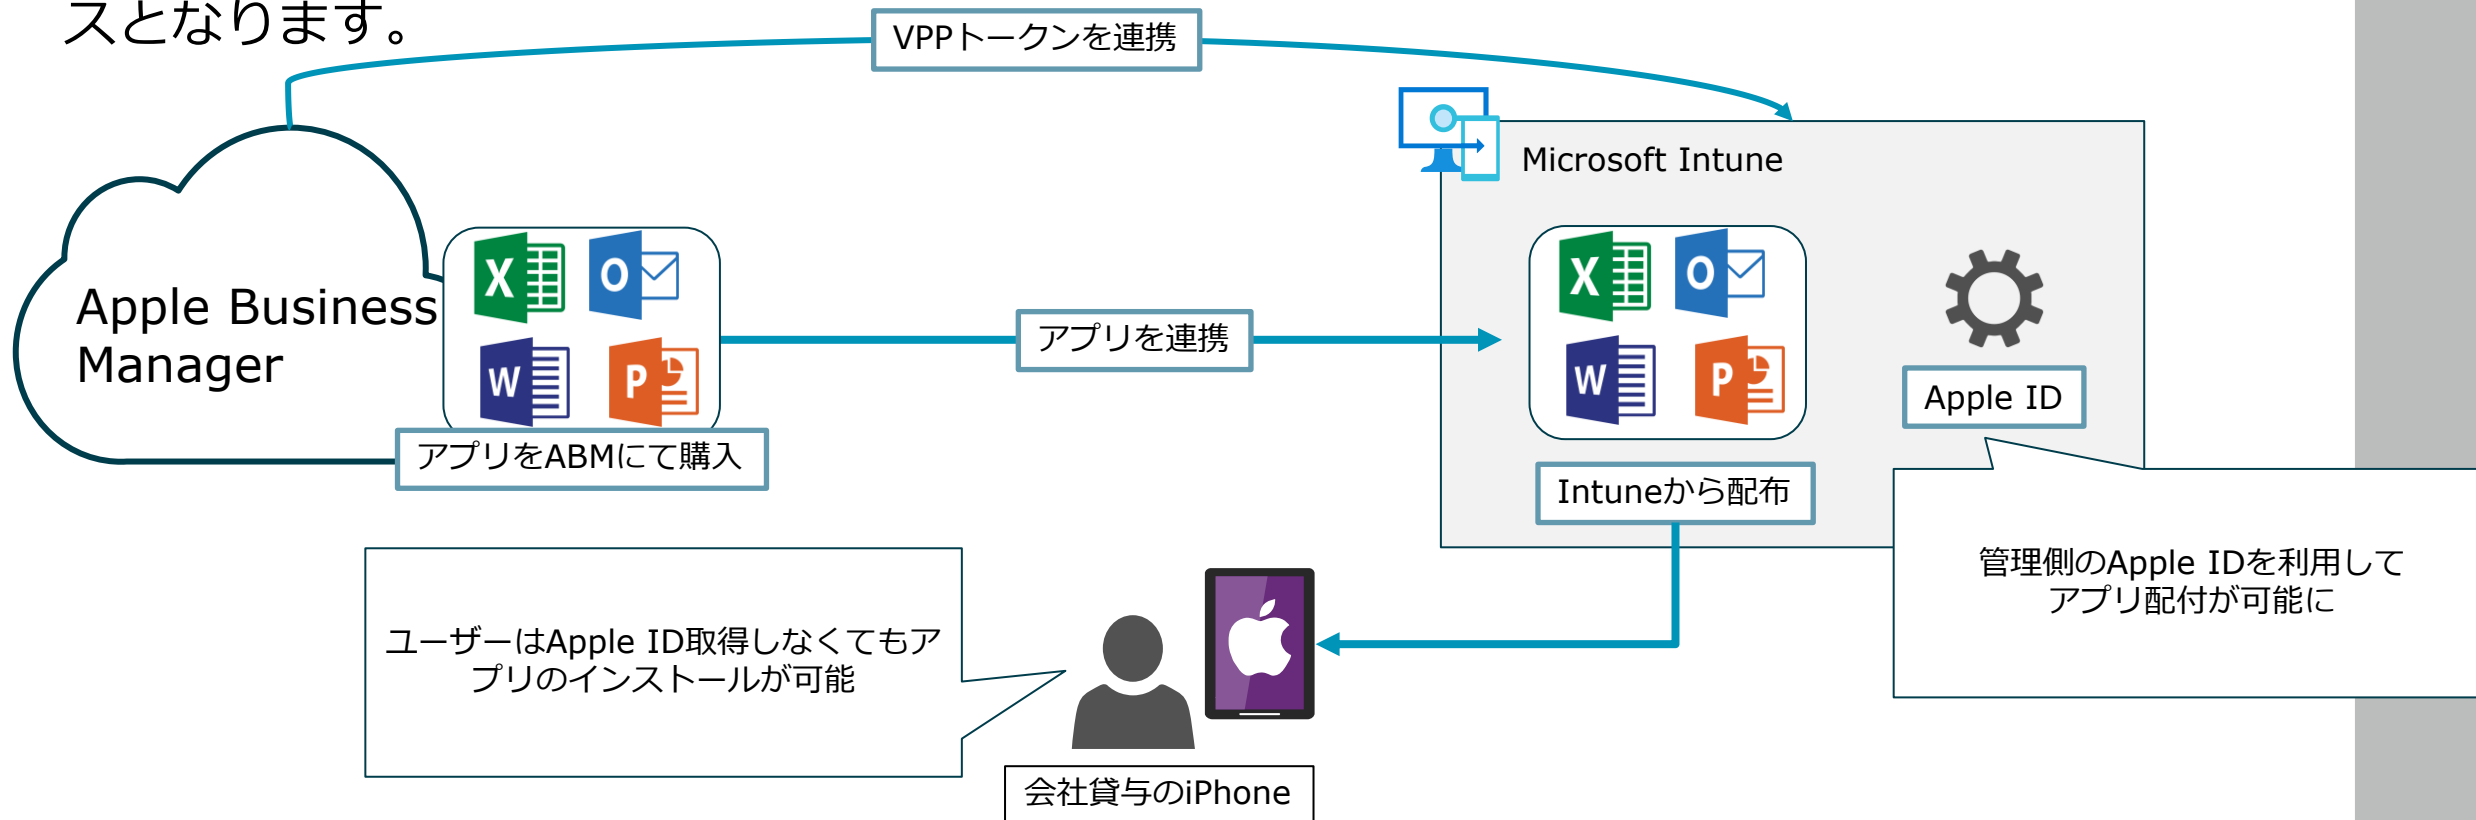 スとなります。
VPPトークンを連携
Microsoft Intune
Apple Business
Manager
アプリを連携
Apple ID
アプリをABMにて購入
Intuneから配布
管理側のApple IDを利用して
アプリ配付が可能に
ユーザーはApple ID取得しなくてもア
プリのインストールが可能
会社貸与のiPhone